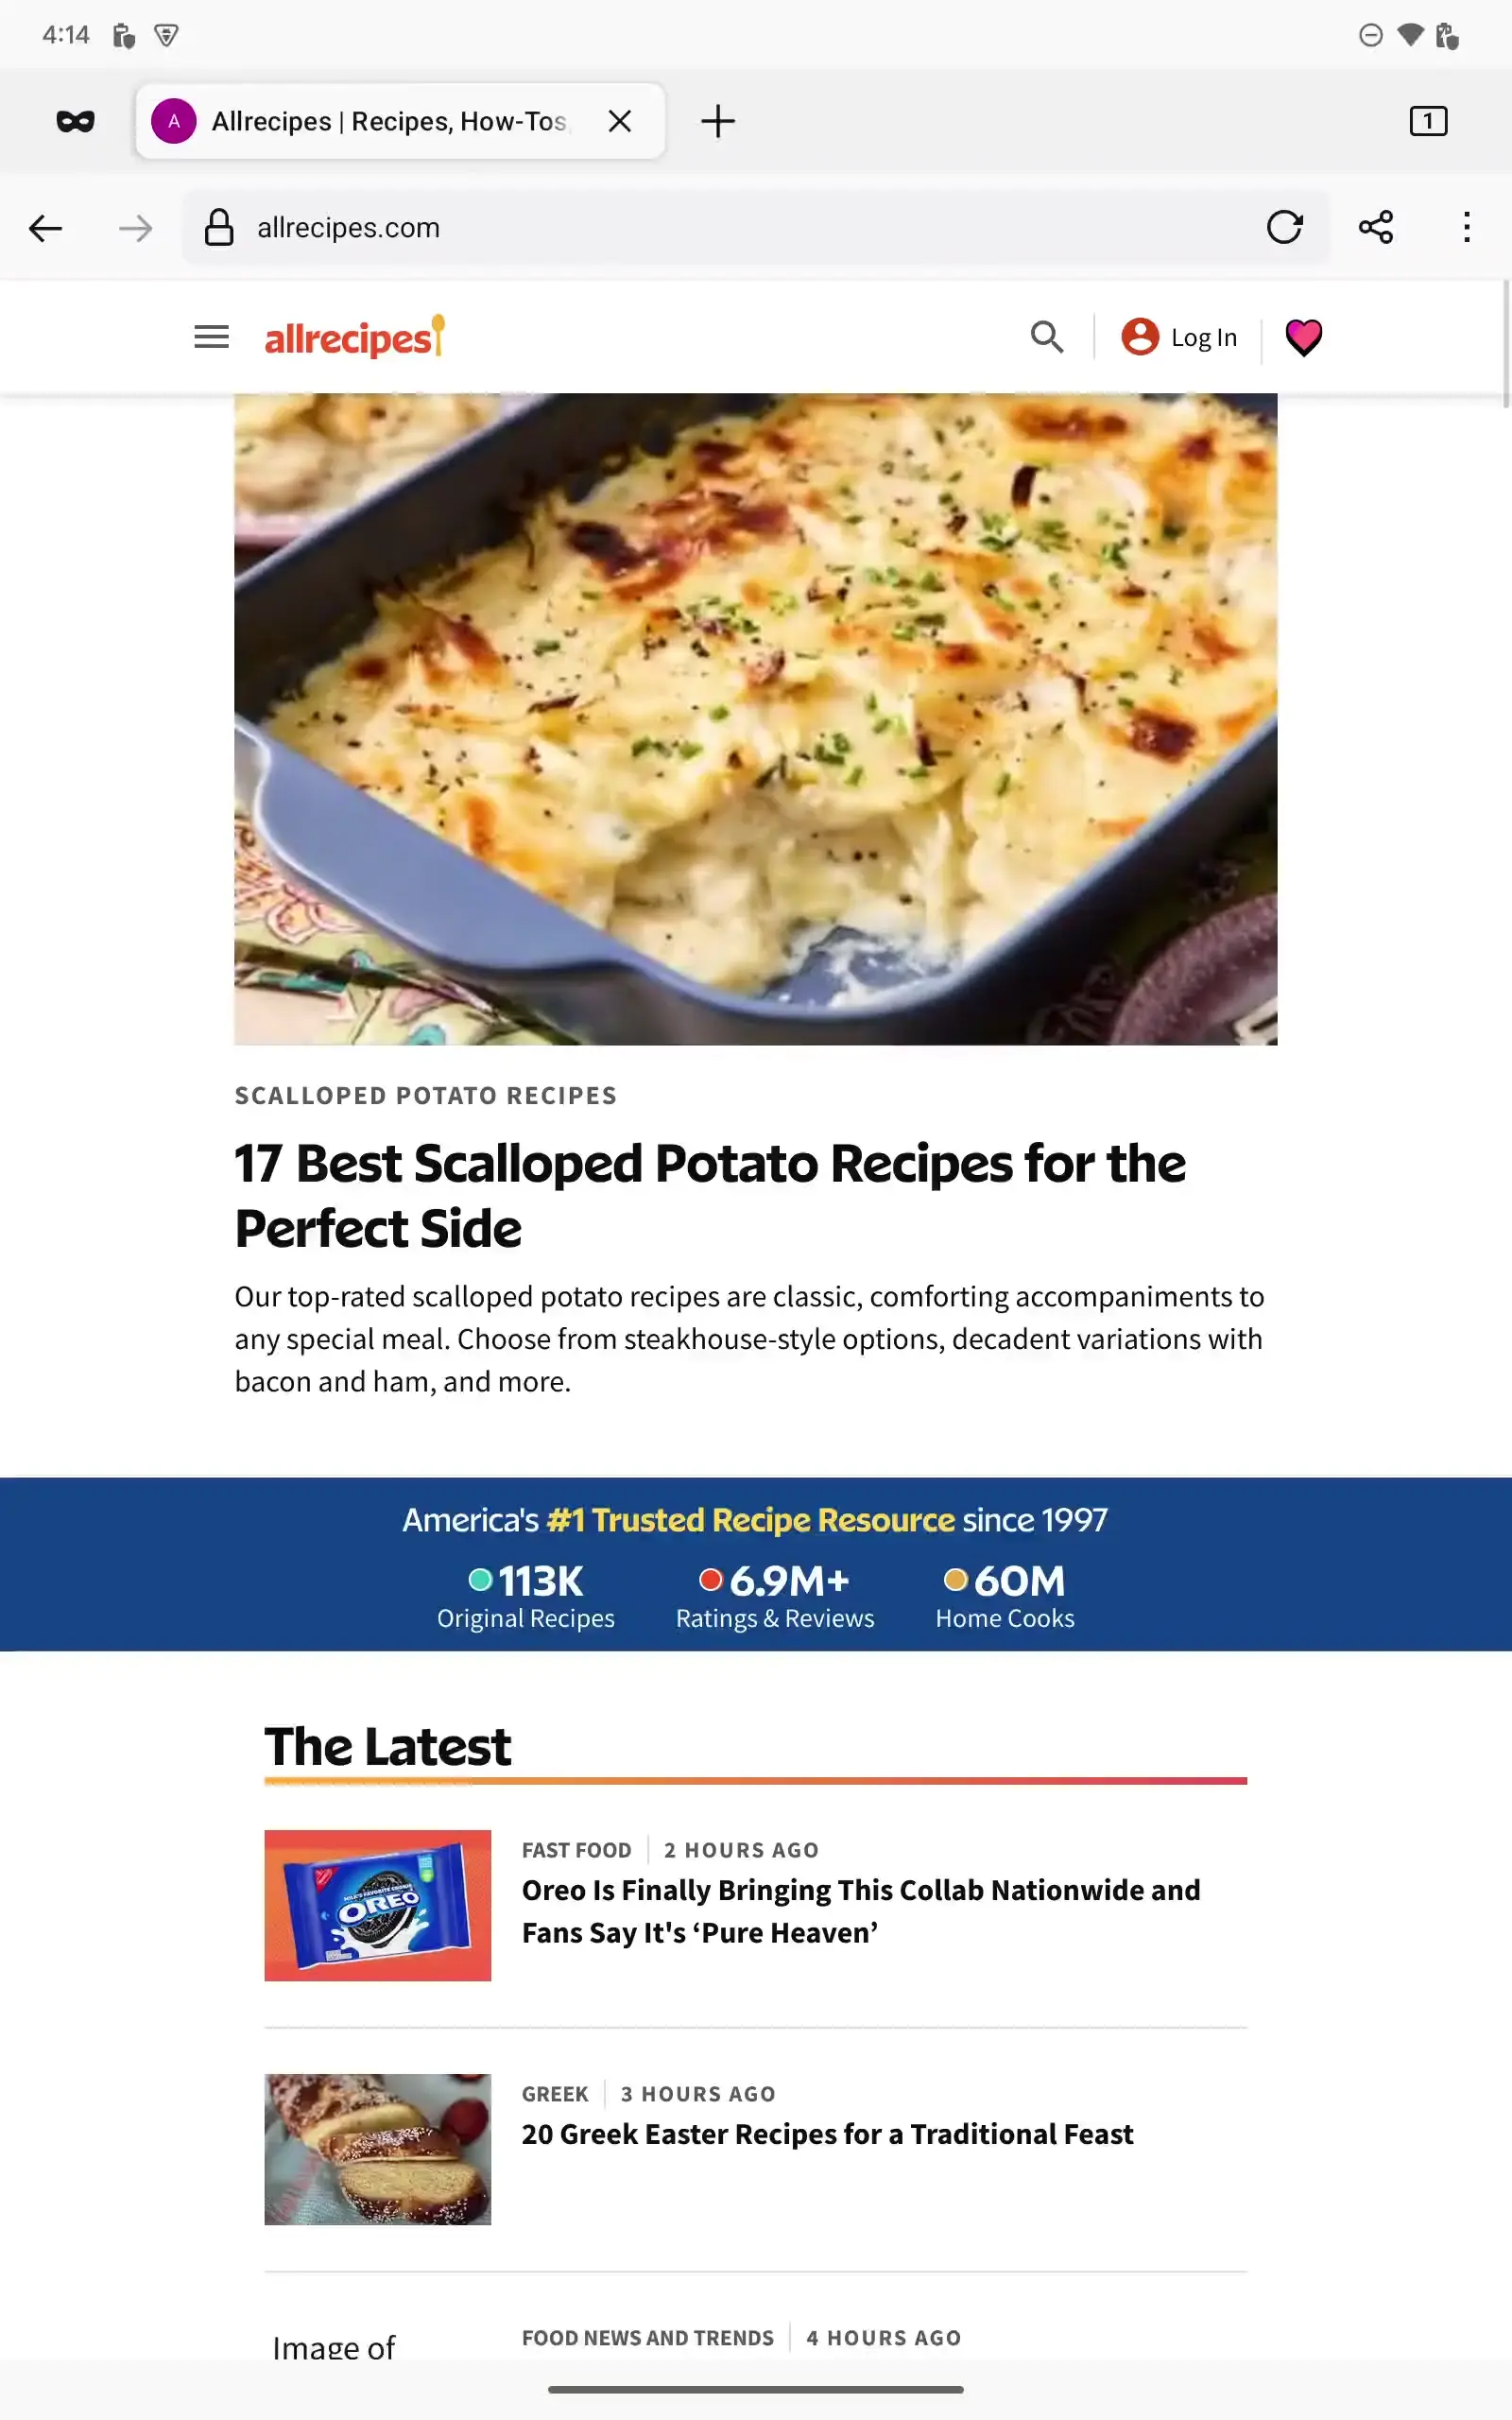 4:14
A
Allrecipes | Recipes, How-Tos
1
allrecipes.com
allrecipes
Log In
SCALLOPED POTATO RECIPES
17 Best Scalloped Potato Recipes for the
Perfect Side
Our top-rated scalloped potato recipes are classic, comforting accompaniments to
any special meal. Choose from steakhouse-style options, decadent variations with
bacon and ham, and more.
America's #1 Trusted Recipe Resource since 1997
113K 6.9M+ 60M
Original Recipes Ratings & Reviews Home Cooks
The Latest
FAST FOOD 2 HOURS AGO
Oreo Is Finally Bringing This Collab Nationwide and
Fans Say It's ‘Pure Heaven’
OREO
GREEK 3 HOURS AGO
20 Greek Easter Recipes for a Traditional Feast
Image of
FOOD NEWS AND TRENDS 4 HOURS AGO